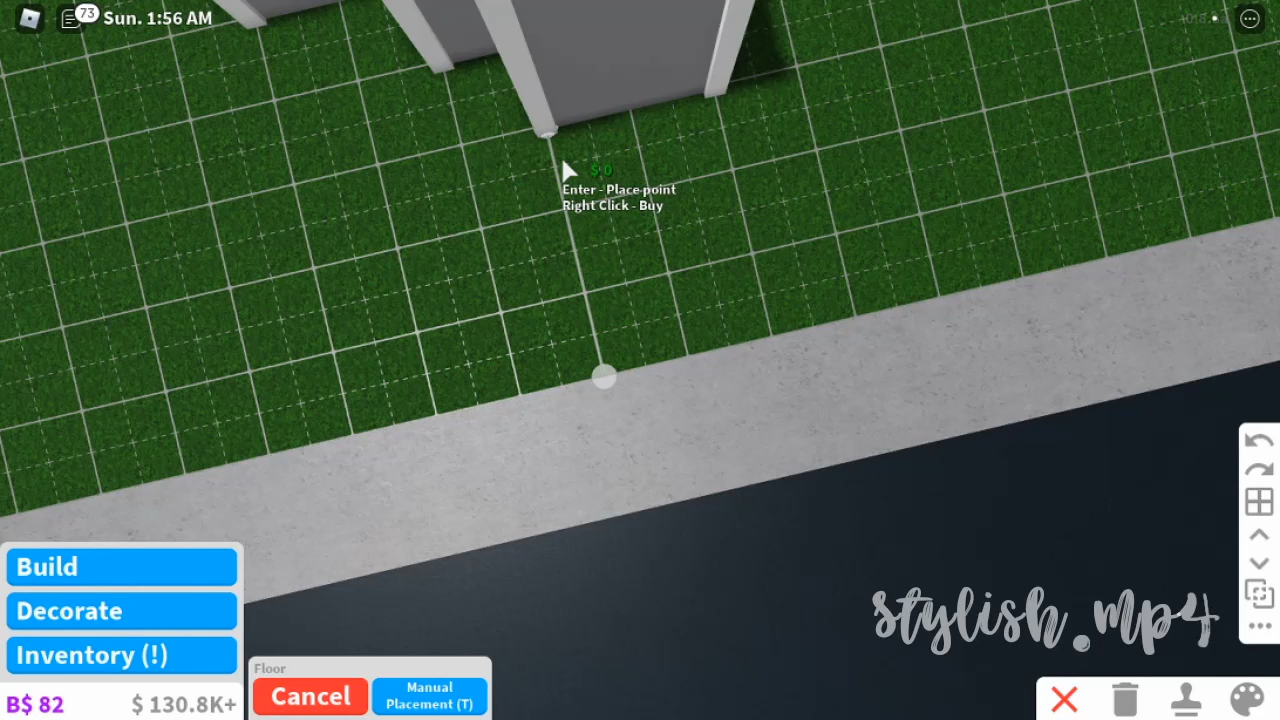 73
Sun. 1:56 AM
$ 0
Enter - Place point
Right Click - Buy
Build
Decorate
Inventory (!)
B$ 82
$ 130.8K+
Floor
Cancel
Manual
Placement (T)
stylish.mp4